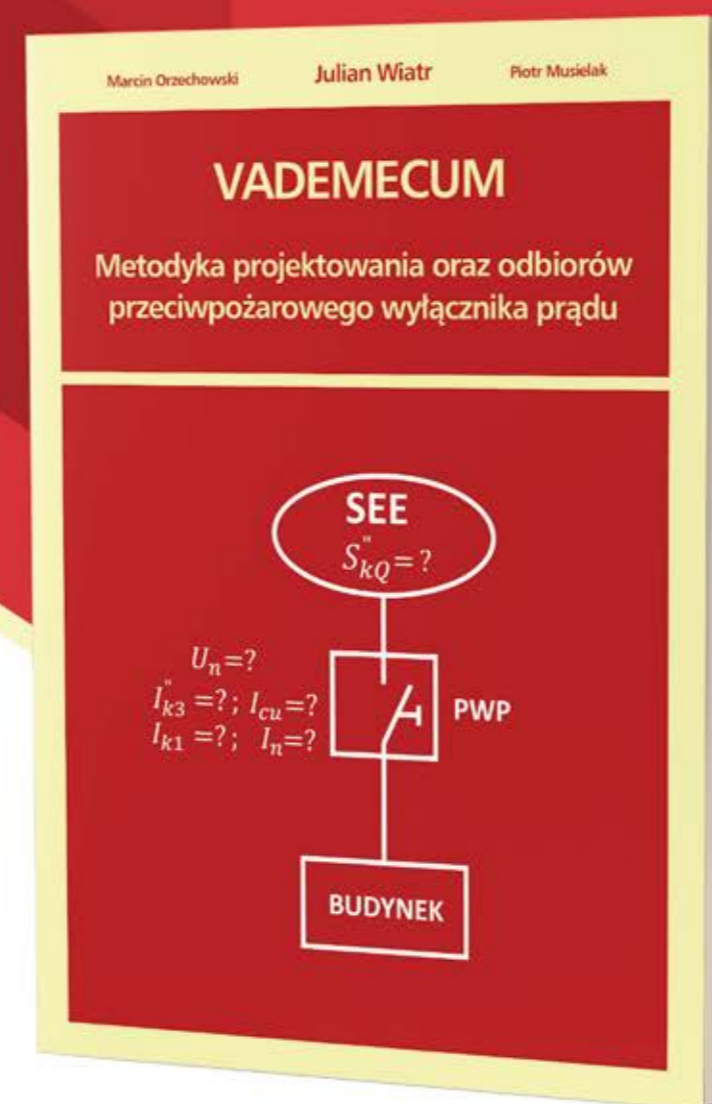 Marcin Orzechowski Julian Wiatr Piotr Musielak
VADEMECUM
Metodyka projektowania oraz odbiorów
przeciwpożarowego wyłącznika prądu
SEE
S"kQ=?
Un=?
I"k3 =?; Icu=?
Ik1 =?; In=?
PWP
BUDYNEK